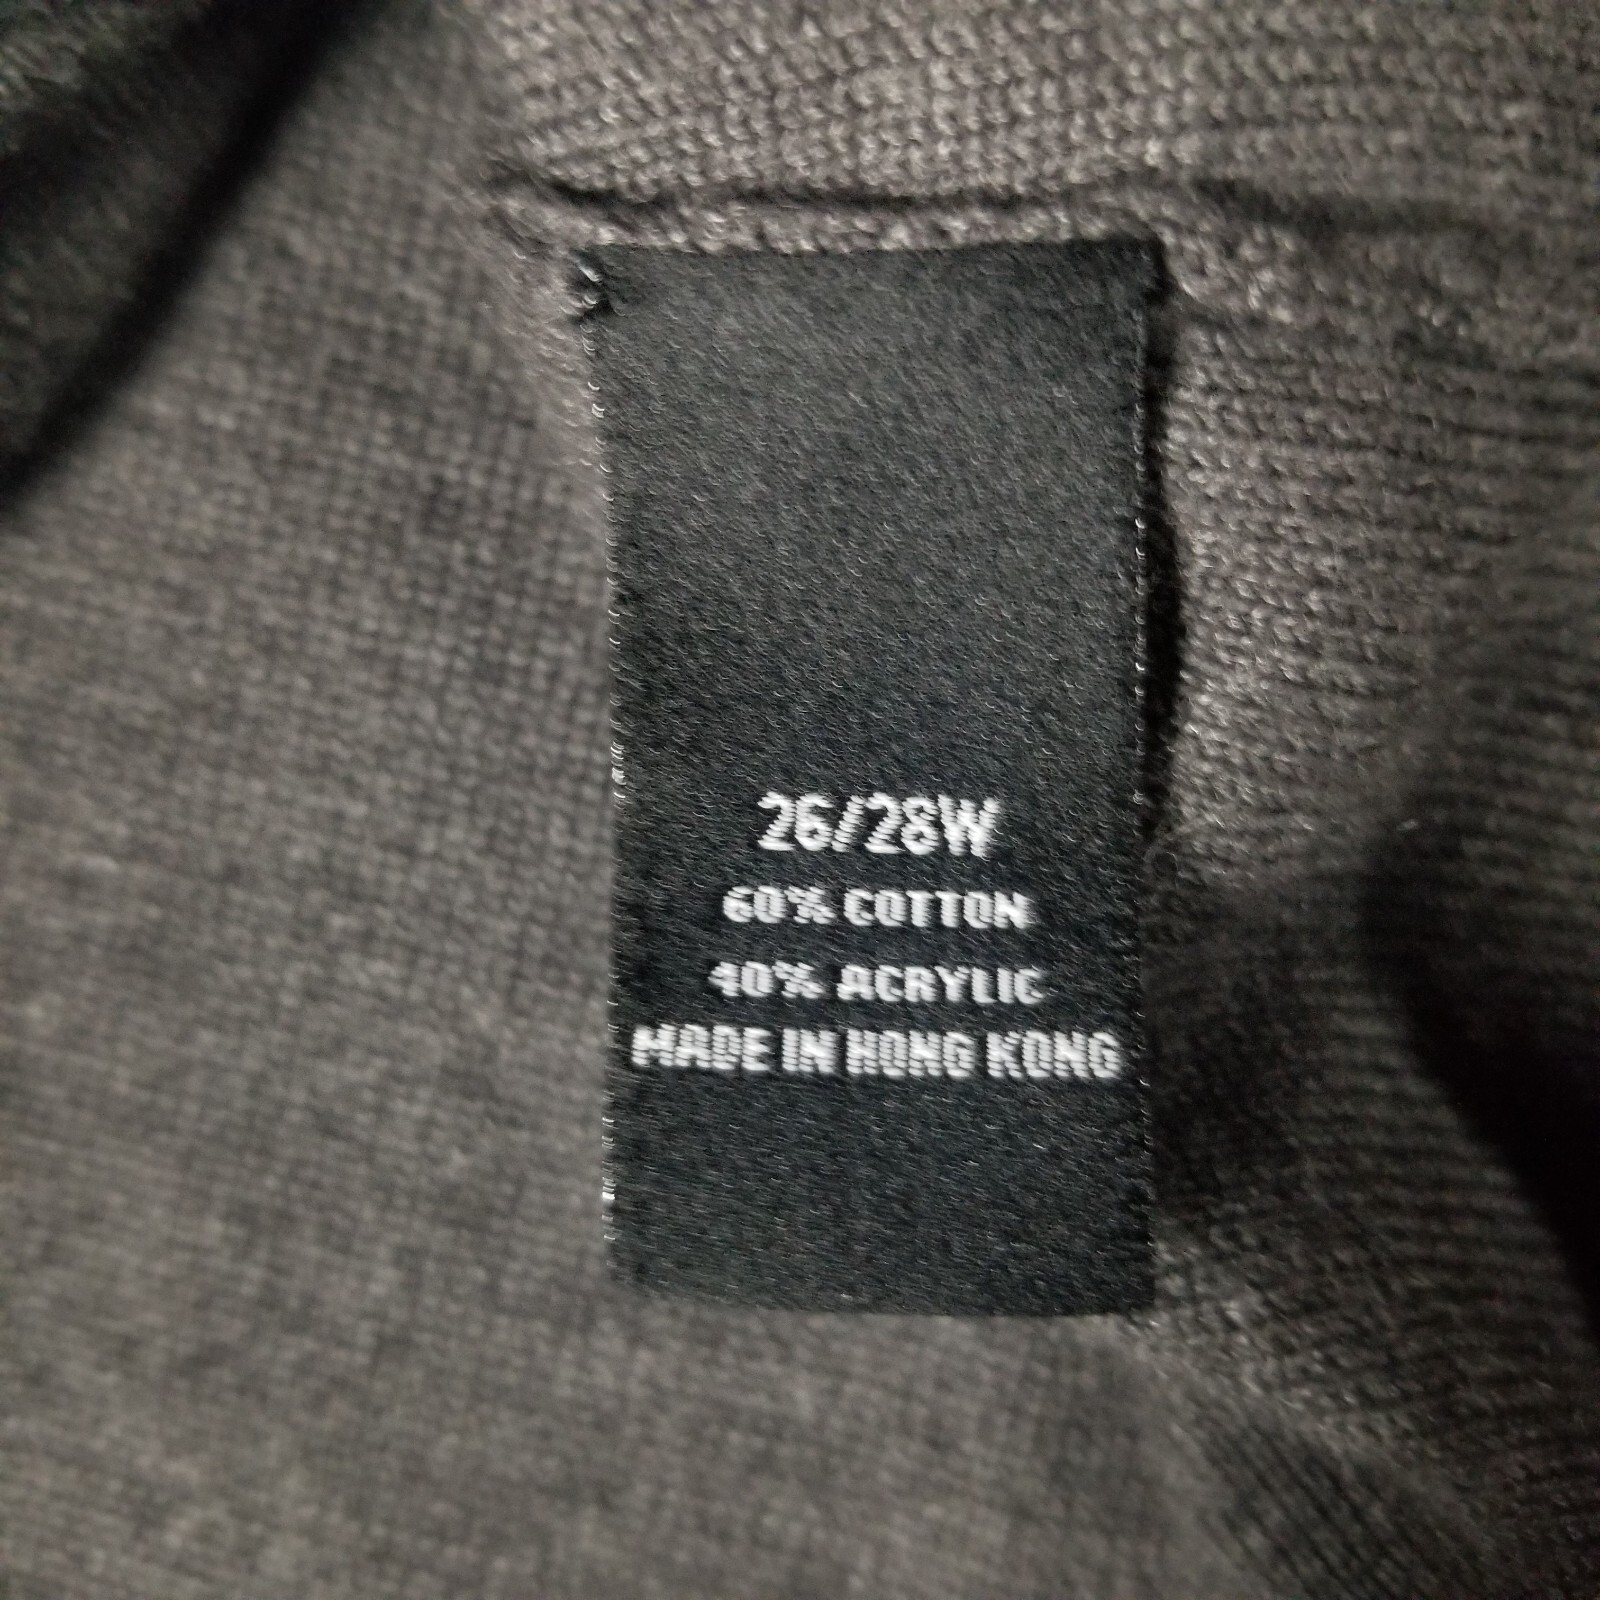 26/28W
60% COTTON
40% ACRYLIC
MADE IN HONG KONG